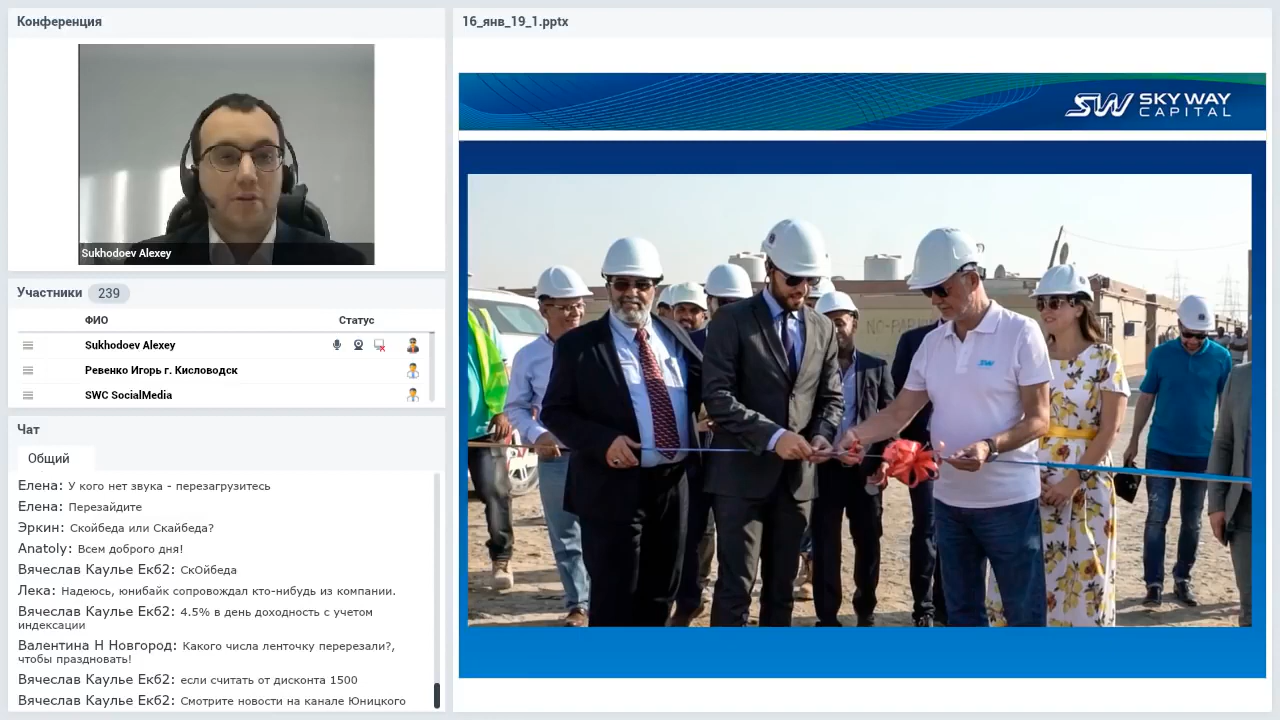 Конференция
Sukhodoev Alexey
Участники 239
ФИО Статус
Sukhodoev Alexey
Ревенко Игорь г. Кисловодск
SWC SocialMedia
Чат
Общий
Елена: У кого нет звука - перезагрузитесь
Елена: Перезайдите
Эркин: Скойбеда или Скайбеда?
Anatoly: Всем доброго дня!
Вячеслав Каулье Екб2: СкОйбеда
Лека: Надеюсь, юнибайк сопровождал кто-нибудь из компании.
Вячеслав Каулье Екб2: 4.5% в день доходность с учетом
индексации
Валентина Н Новгород: Какого числа ленточку перерезали?,
чтобы праздновать!
Вячеслав Каулье Екб2: если считать от дисконта 1500
Вячеслав Каулье Екб2: Смотрите новости на канале Юницкого
16_янв_19_1.pptx
SW SKY WAY
CAPITAL
SW